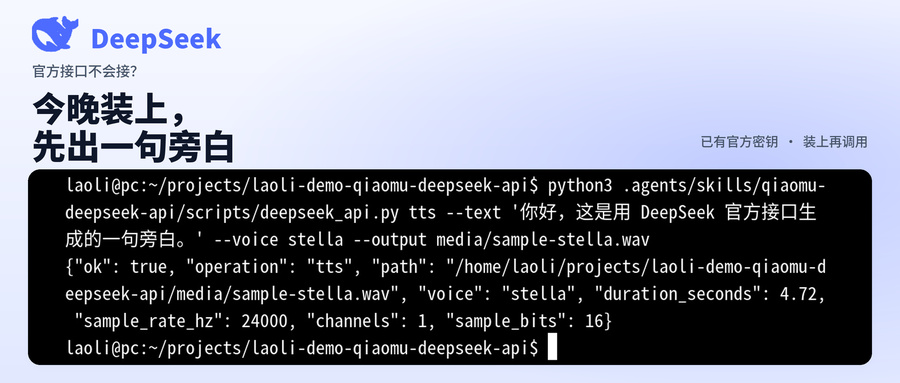 DeepSeek
官方接口不会接?
今晚装上，
先出一句旁白
已有官方密钥 · 装上再调用
laoli@pc:~/projects/laoli-demo-qiaomu-deepseek-api$ python3 .agents/skills/qiaomu-
deepseek-api/scripts/deepseek_api.py tts --text '你好，这是用 DeepSeek 官方接口生
成的一句旁白。' --voice stella --output media/sample-stella.wav
{"ok": true, "operation": "tts", "path": "/home/laoli/projects/laoli-demo-qiaomu-d
eepseek-api/media/sample-stella.wav", "voice": "stella", "duration_seconds": 4.72,
 "sample_rate_hz": 24000, "channels": 1, "sample_bits": 16}
laoli@pc:~/projects/laoli-demo-qiaomu-deepseek-api$